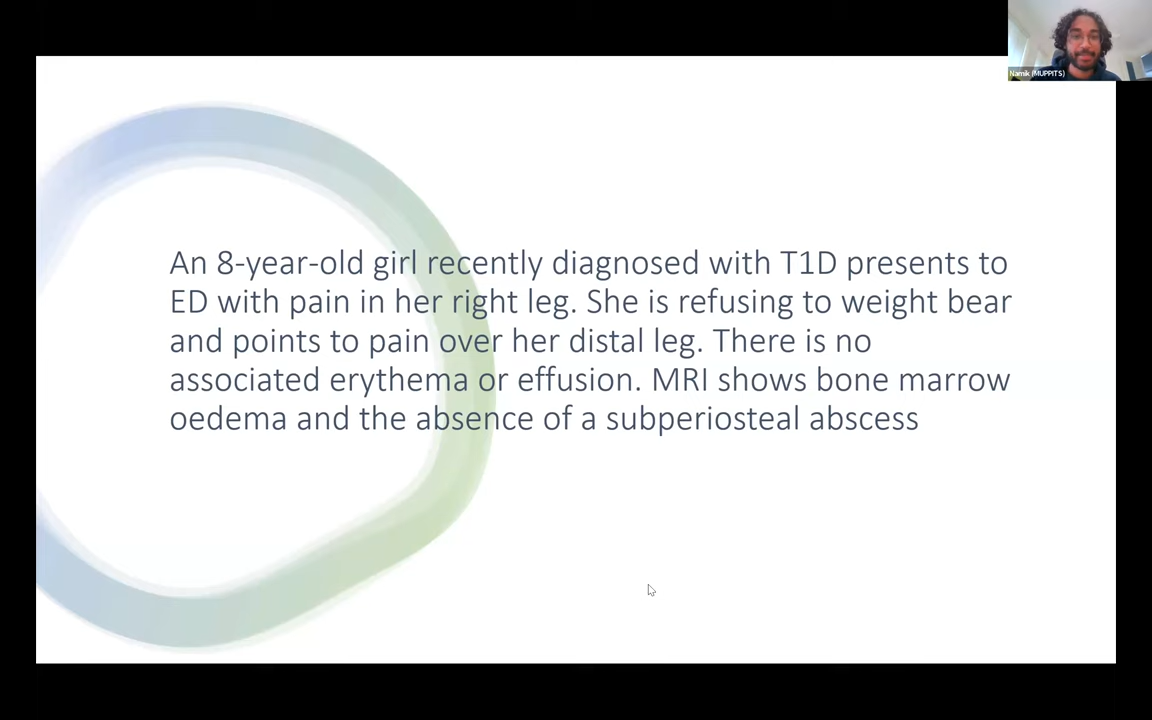 Namik (MUPPITS)
An 8-year-old girl recently diagnosed with T1D presents to
ED with pain in her right leg. She is refusing to weight bear
and points to pain over her distal leg. There is no
associated erythema or effusion. MRI shows bone marrow
oedema and the absence of a subperiosteal abscess